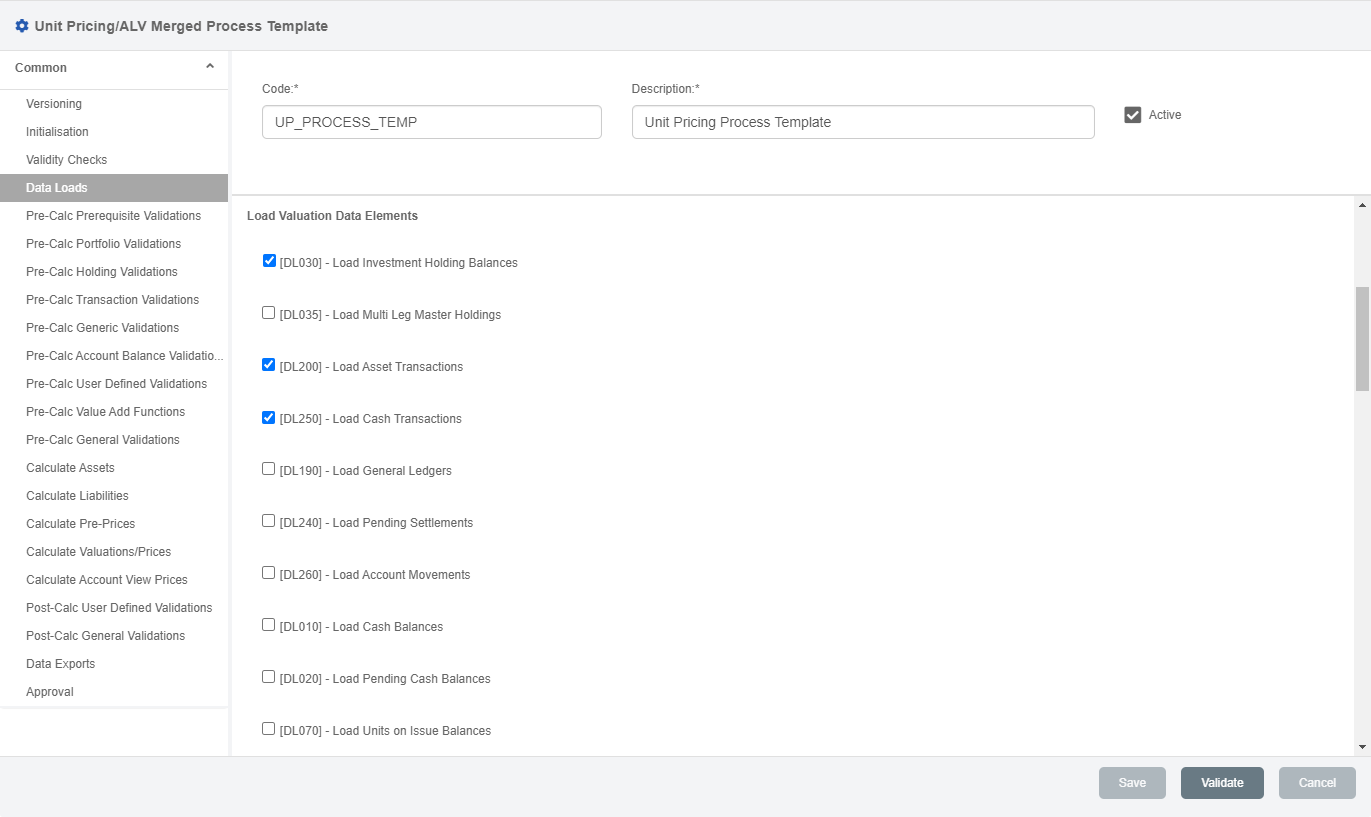 Unit Pricing/ALV Merged Process Template
Common
Versioning
Initialisation
Validity Checks
Data Loads
Pre-Calc Prerequisite Validations
Pre-Calc Portfolio Validations
Pre-Calc Holding Validations
Pre-Calc Transaction Validations
Pre-Calc Generic Validations
Pre-Calc Account Balance Validatio...
Pre-Calc User Defined Validations
Pre-Calc Value Add Functions
Pre-Calc General Validations
Calculate Assets
Calculate Liabilities
Calculate Pre-Prices
Calculate Valuations/Prices
Calculate Account View Prices
Post-Calc User Defined Validations
Post-Calc General Validations
Data Exports
Approval
Code:*
UP_PROCESS_TEMP
Description:*
Unit Pricing Process Template
Active
Load Valuation Data Elements
[DL030] - Load Investment Holding Balances
[DL035] - Load Multi Leg Master Holdings
[DL200] - Load Asset Transactions
[DL250] - Load Cash Transactions
[DL190] - Load General Ledgers
[DL240] - Load Pending Settlements
[DL260] - Load Account Movements
[DL010] - Load Cash Balances
[DL020] - Load Pending Cash Balances
[DL070] - Load Units on Issue Balances
Save
Validate
Cancel